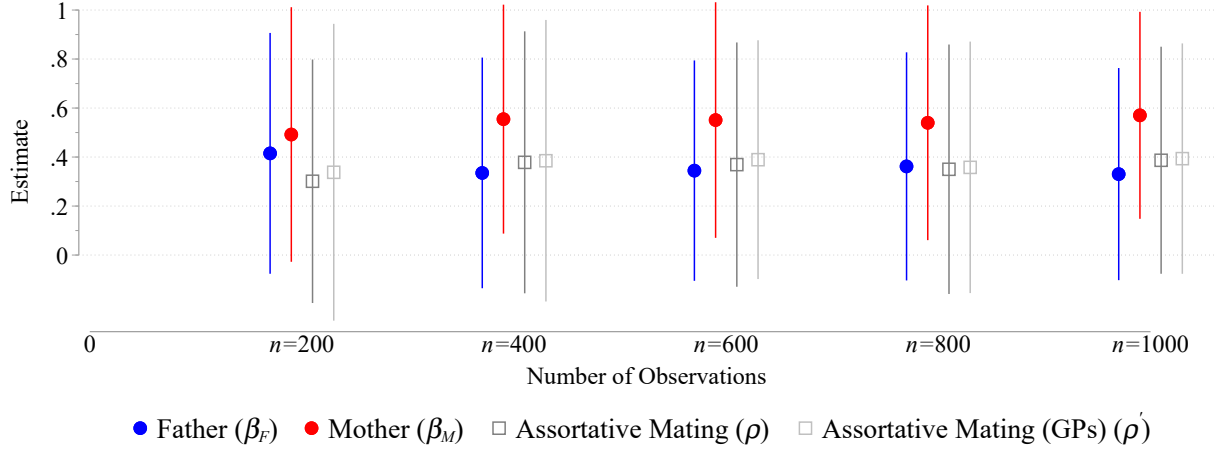 1
.8
.6
.4
.2
0
Estimate
0 n=200 n=400 n=600 n=800 n=1000
Number of Observations
Father (βF) Mother (βM) Assortative Mating (ρ) Assortative Mating (GPs) (ρ′)